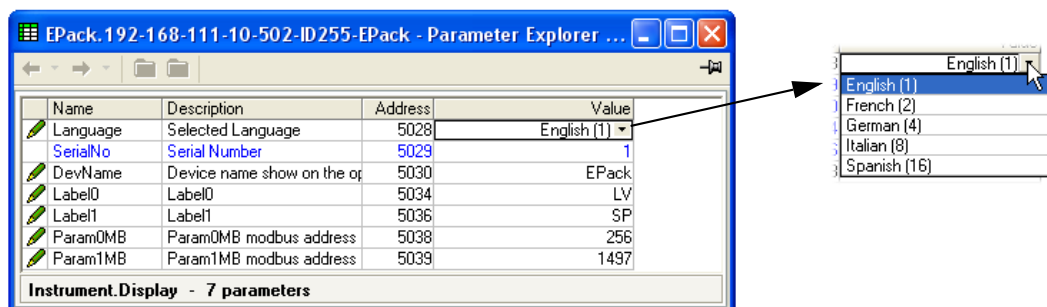 EPack.192-168-111-10-502-ID255-EPack - Parameter Explorer ...
Name Description Address Value
Language Selected Language 5028 English (1)
SerialNo Serial Number 5029 1
DevName Device name show on the op 5030 EPack
Label0 Label0 5034 LV
Label1 Label1 5036 SP
Param0MB Param0MB modbus address 5038 256
Param1MB Param1MB modbus address 5039 1497
Instrument.Display - 7 parameters
English (1)
English (1)
French (2)
German (4)
Italian (8)
Spanish (16)